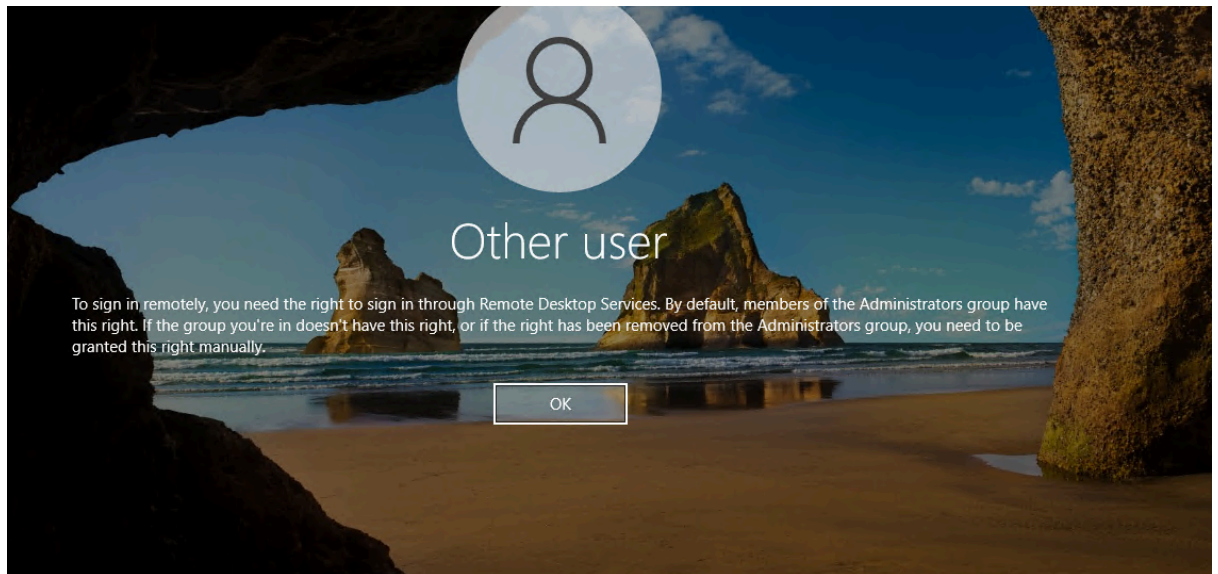 Other user
To sign in remotely, you need the right to sign in through Remote Desktop Services. By default, members of the Administrators group have
this right. If the group you're in doesn't have this right, or if the right has been removed from the Administrators group, you need to be
granted this right manually.
OK